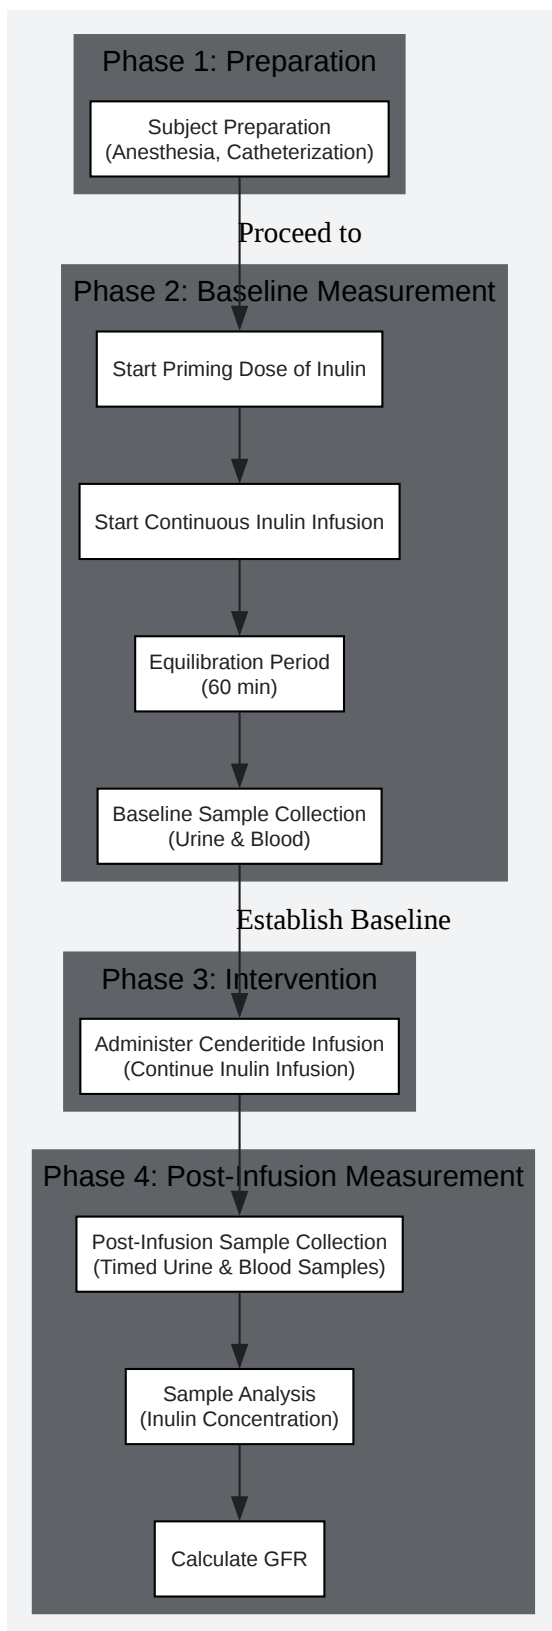 Phase 1: Preparation
Subject Preparation
(Anesthesia, Catheterization)
Proceed to
Phase 2: Baseline Measurement
Start Priming Dose of Inulin
Start Continuous Inulin Infusion
Equilibration Period
(60 min)
Baseline Sample Collection
(Urine & Blood)
Establish Baseline
Phase 3: Intervention
Administer Cenderitide Infusion
(Continue Inulin Infusion)
Phase 4: Post-Infusion Measurement
Post-Infusion Sample Collection
(Timed Urine & Blood Samples)
Sample Analysis
(Inulin Concentration)
Calculate GFR